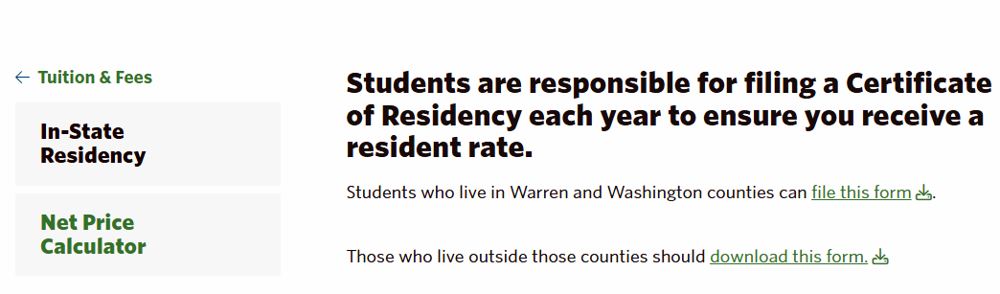 Tuition & Fees
In-State
Residency
Net Price
Calculator
Students are responsible for filing a Certificate
of Residency each year to ensure you receive a
resident rate.
Students who live in Warren and Washington counties can file this form.
Those who live outside those counties should download this form.